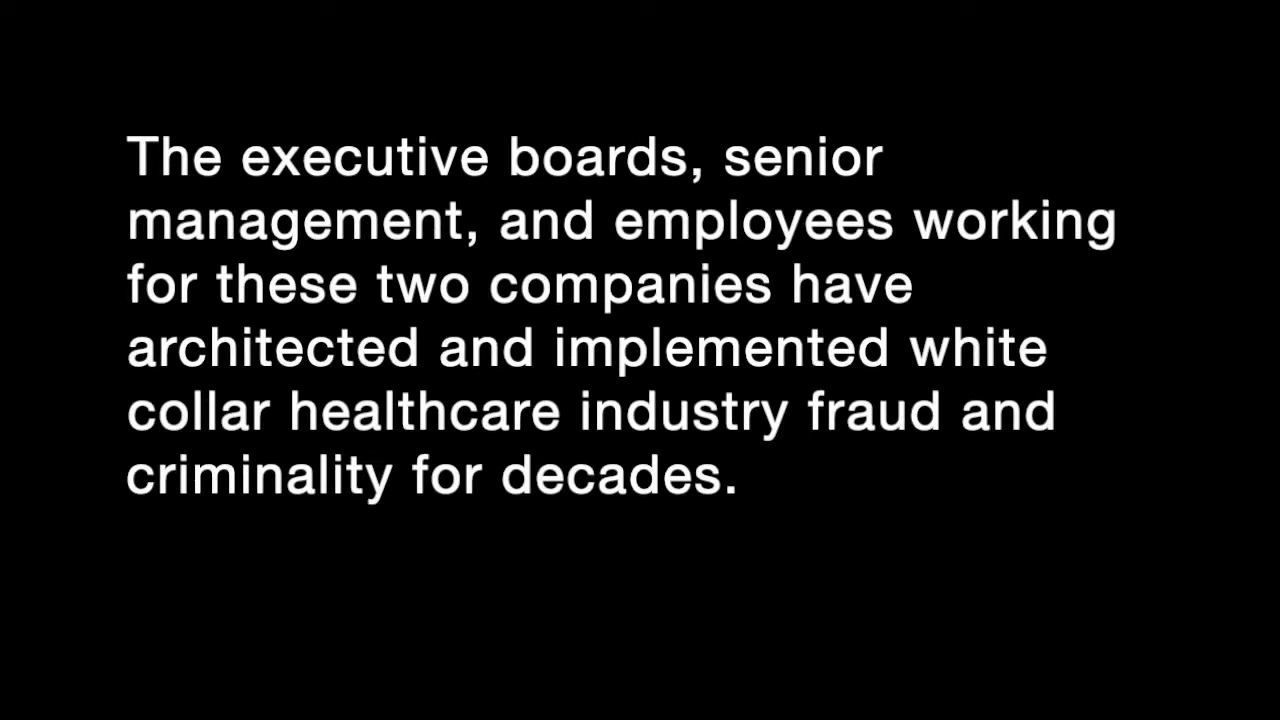 The executive boards, senior
management, and employees working
for these two companies have
architected and implemented white
collar healthcare industry fraud and
criminality for decades.